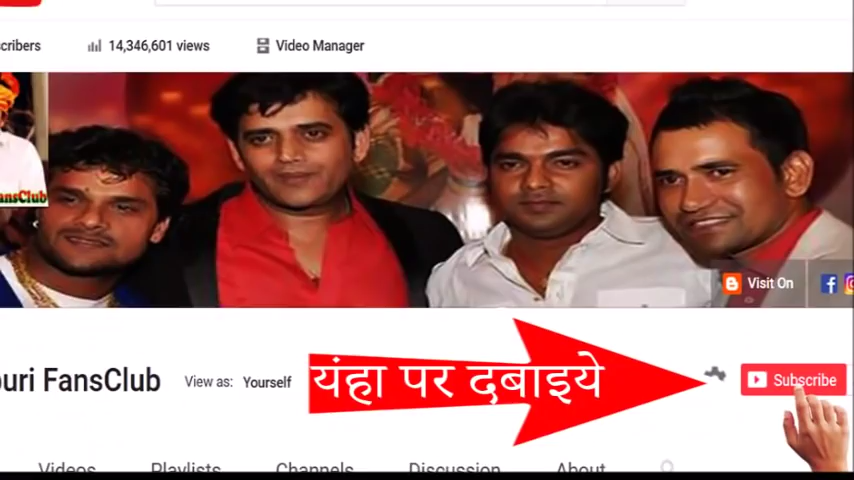 cribers 14,346,601 views Video Manager
ansClub
Visit On
uri FansClub View as: Yourself यंहा पर दबाइये Subscribe
Videos Playlists Channels Discussion About